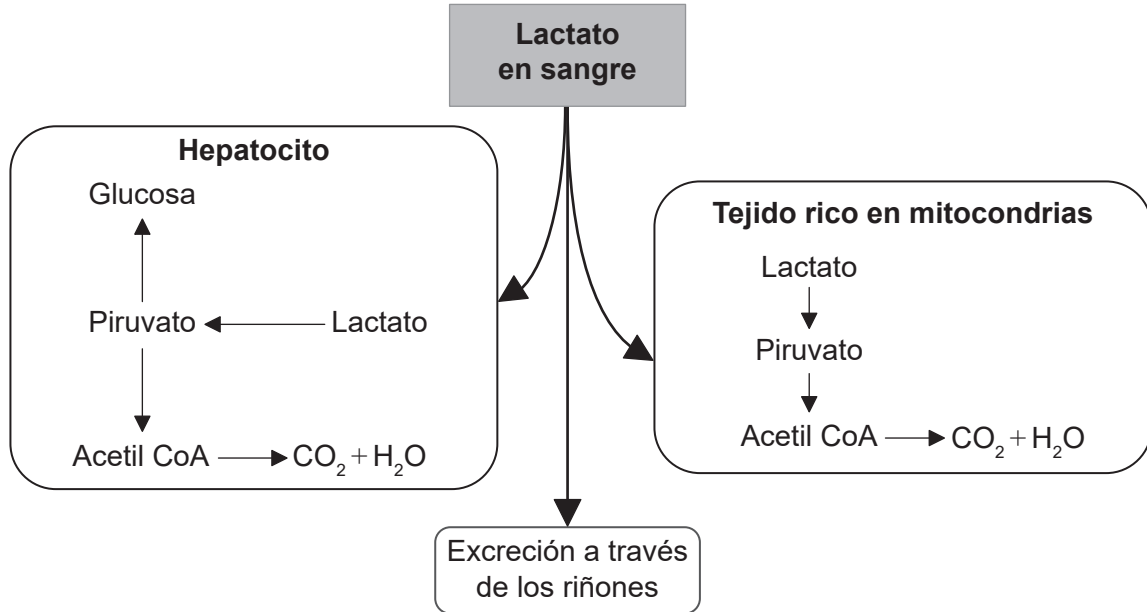 Lactato
en sangre
Hepatocito
Glucosa
Piruvato
Lactato
Acetil CoA
CO₂ + H₂O
Tejido rico en mitocondrias
Lactato
Piruvato
Acetil CoA
CO₂ + H₂O
Excreción a través
de los riñones